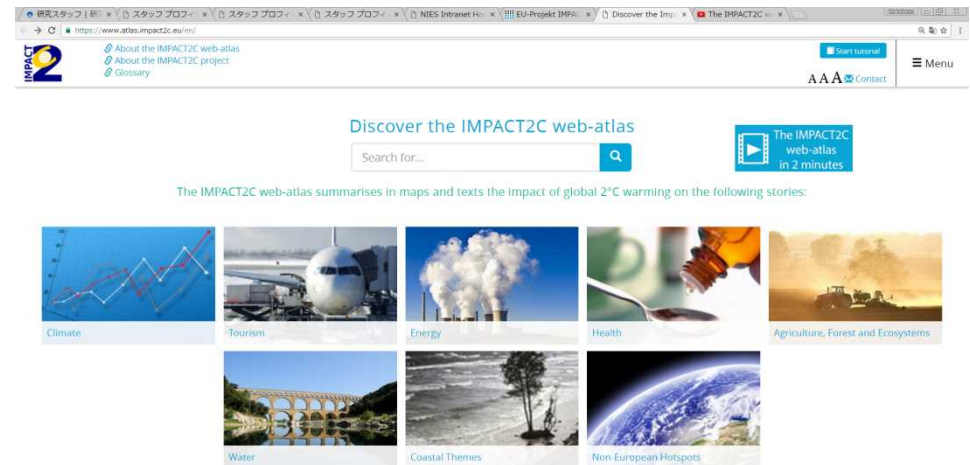 研究スタッフ | 研
スタッフ プロフィ
スタッフ プロフィ
スタッフ プロフ
NIES Intranet Ho
EU-Projekt IMPAC
Discover the Imp
The IMPACT2C w
https://www.atlas.impact2c.eu/en/
IMPACT
2
About the IMPACT2C web-atlas
About the IMPACT2C project
Glossary
Start tutorial
A A A Contact
Menu
Discover the IMPACT2C web-atlas
Search for...
The IMPACT2C
web-atlas
in 2 minutes
The IMPACT2C web-atlas summarises in maps and texts the impact of global 2°C warming on the following stories:
Climate
Tourism
Energy
Health
Agriculture, Forest and Ecosystems
Water
Coastal Themes
Non-European Hotspots